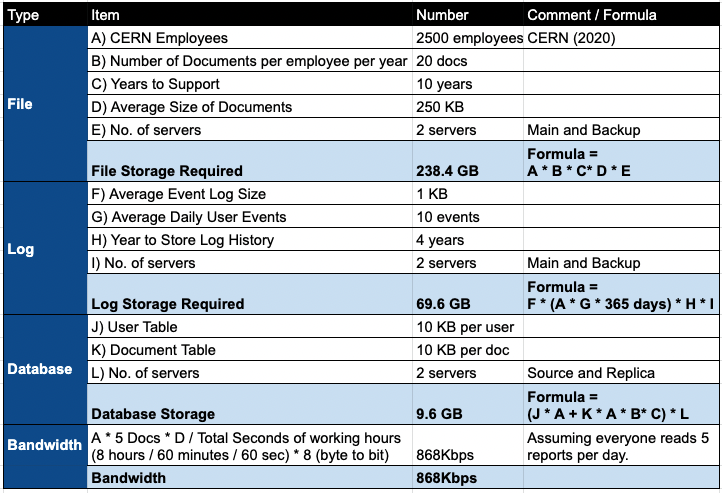 Type Item Number Comment / Formula
A) CERN Employees 2500 employees CERN (2020)
B) Number of Documents per employee per year 20 docs
C) Years to Support 10 years
File
D) Average Size of Documents 250 KB
E) No. of servers 2 servers Main and Backup
Formula =
File Storage Required 238.4 GB A * B * C* D * E
F) Average Event Log Size 1 KB
G) Average Daily User Events 10 events
H) Year to Store Log History 4 years
Log
I) No. of servers 2 servers Main and Backup
Formula =
Log Storage Required 69.6 GB F * (A * G * 365 days) * H * I
J) User Table 10 KB per user
K) Document Table 10 KB per doc
Database
L) No. of servers 2 servers Source and Replica
Formula =
Database Storage 9.6 GB (J * A + K * A * B* C) * L
Bandwidth A * 5 Docs * D / Total Seconds of working hours Assuming everyone reads 5
(8 hours / 60 minutes / 60 sec) * 8 (byte to bit) 868Kbps reports per day.
Bandwidth 868Kbps